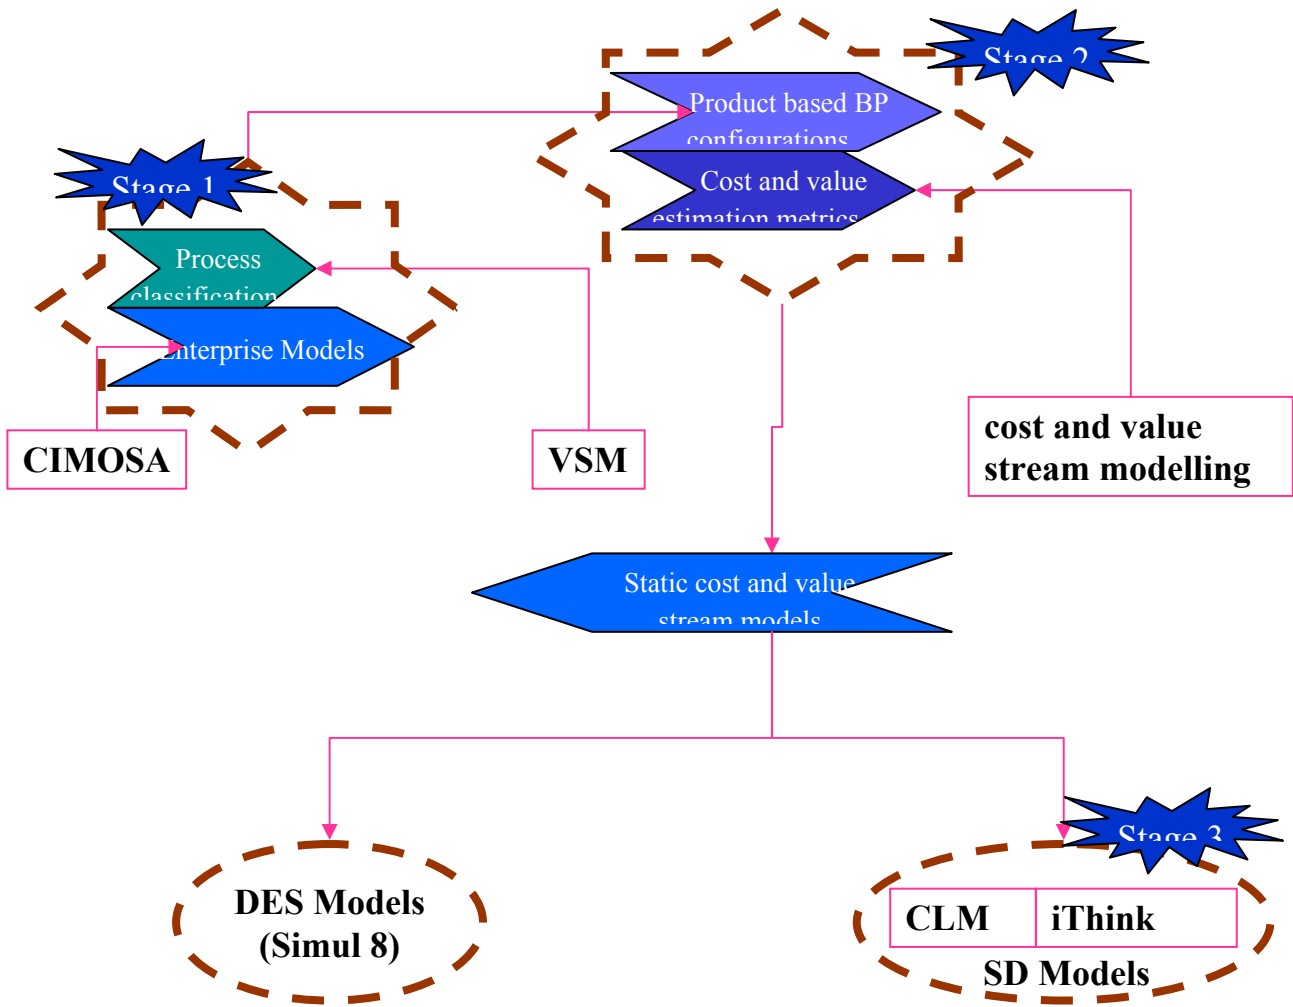 Stage 2
Product based BP
configurations
Stage 1
Cost and value
estimation metrics
Process
classification
Enterprise Models
CIMOSA
VSM
cost and value
stream modelling
Static cost and value
stream models
Stage 3
DES Models
(Simul 8)
CLM
iThink
SD Models